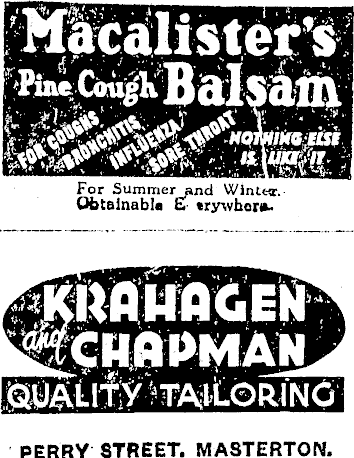 Macalister's
Pine Cough Balsam
FOR COUGHS
BRONCHITIS
INFLUENZA
SORE THROAT
NOTHING ELSE
IS LIKE IT
For Summer and Winter.
Obtainable E erywhere.
KRAHAGEN
and
CHAPMAN
QUALITY TAILORING
PERRY STREET, MASTERTON.